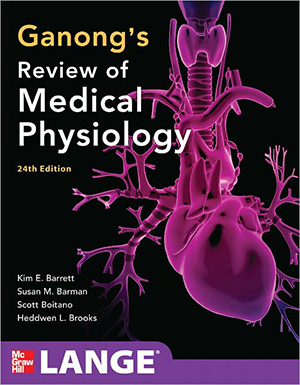 Ganong's
Review of
Medical
Physiology
24th Edition
Kim E. Barrett
Susan M. Barman
Scott Boitano
Heddwen L. Brooks
Mc
Graw
Hill
LANGE®